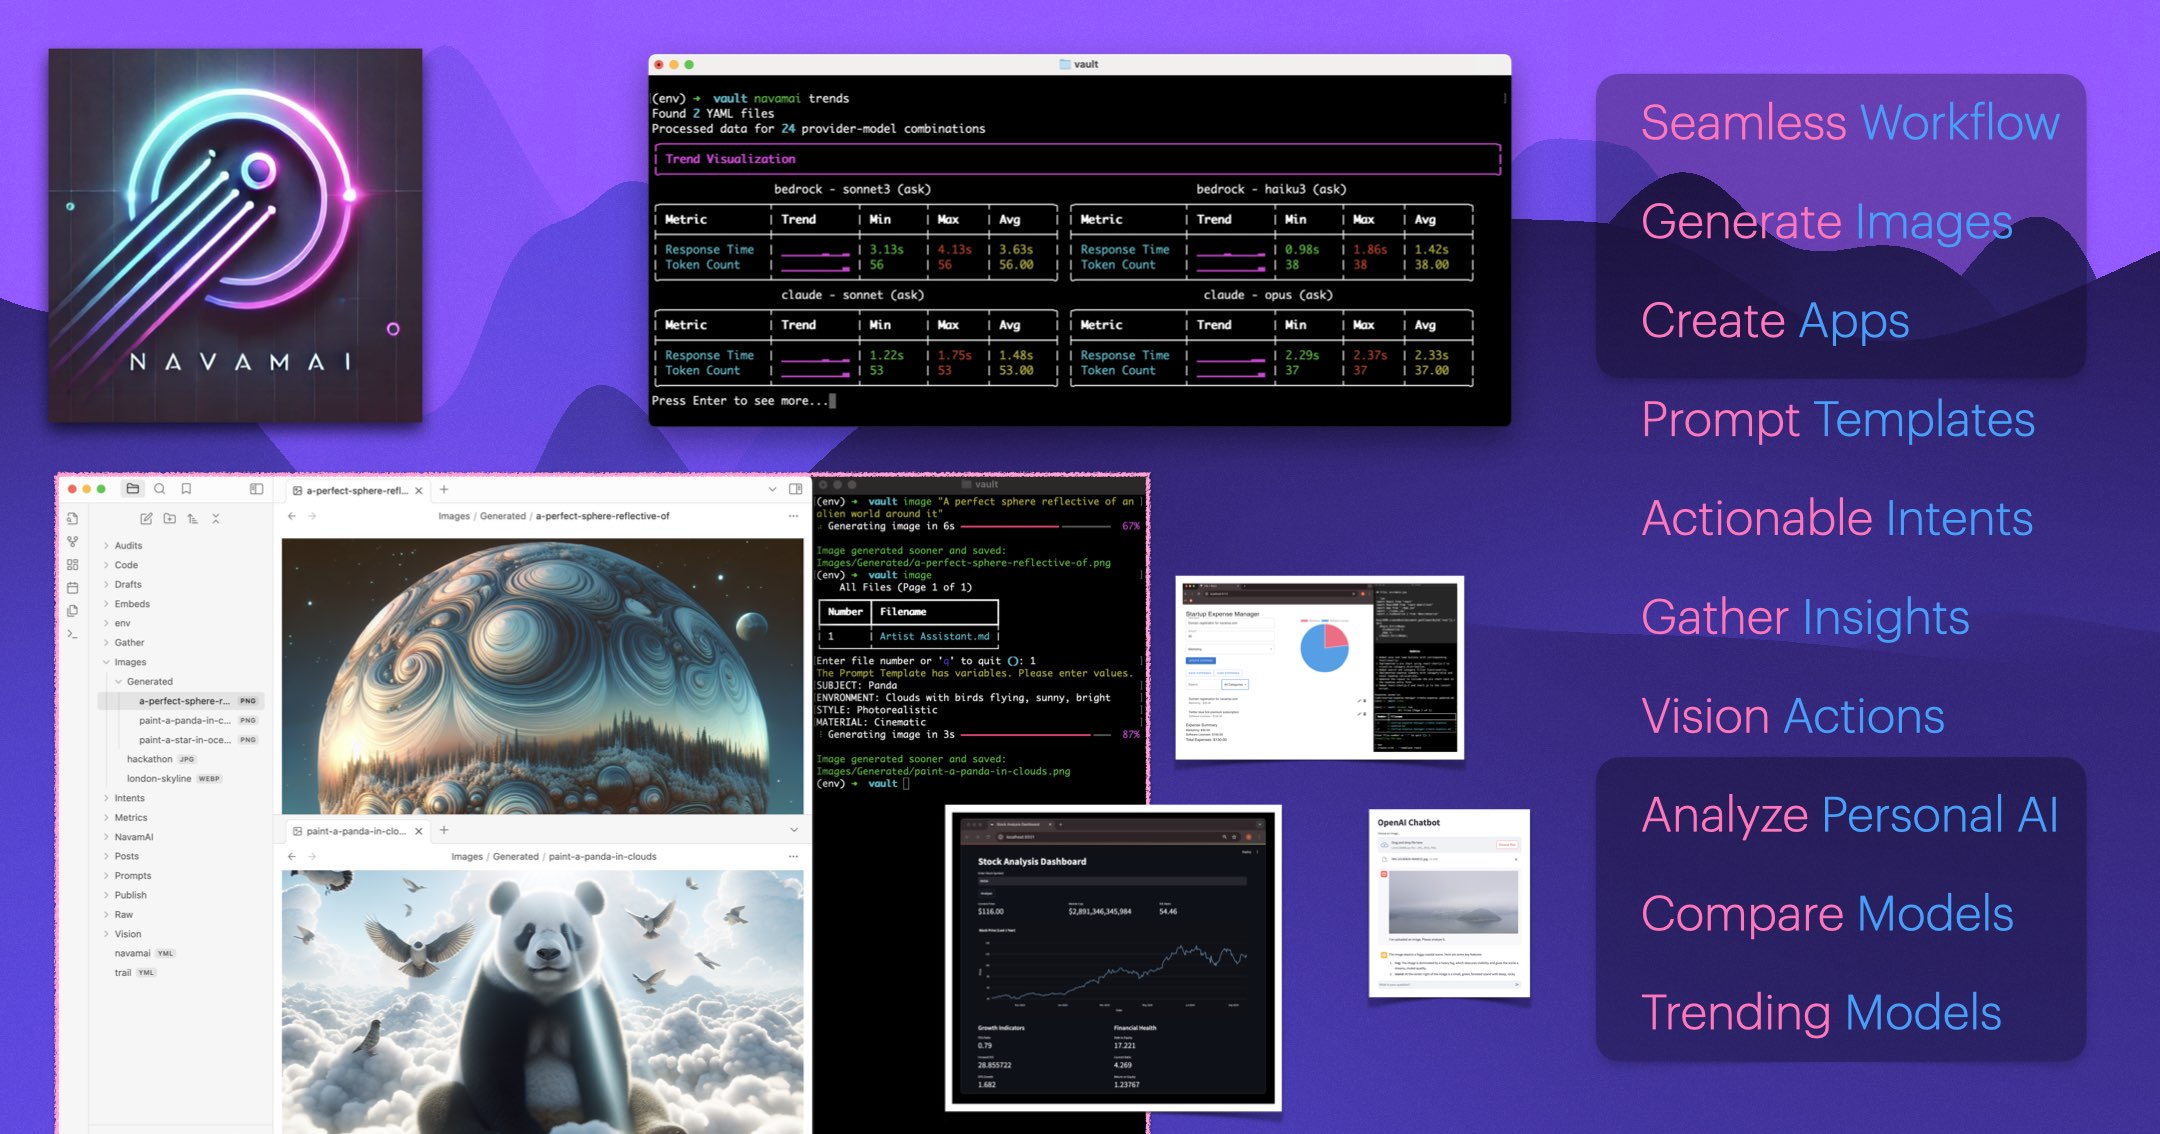 NAVAMAI
vault
(env) → vault navamai trends
Found 2 YAML files
Processed data for 24 provider-model combinations
Trend Visualization
bedrock - sonnet3 (ask)
Metric Trend Min Max Avg
Response Time 3.13s 4.13s 3.63s
Token Count 56 56 56.00
bedrock - haiku3 (ask)
Metric Trend Min Max Avg
Response Time 0.98s 1.86s 1.42s
Token Count 38 38 38.00
claude - sonnet (ask)
Metric Trend Min Max Avg
Response Time 1.22s 1.75s 1.48s
Token Count 53 53 53.00
claude - opus (ask)
Metric Trend Min Max Avg
Response Time 2.29s 2.37s 2.33s
Token Count 37 37 37.00
Press Enter to see more...
Seamless Workflow
Generate Images
Create Apps
Prompt Templates
Actionable Intents
Gather Insights
Vision Actions
Analyze Personal AI
Compare Models
Trending Models
Audits
Code
Drafts
Embeds
env
Gather
Images
Generated
a-perfect-sphere-r... PNG
paint-a-panda-in-c... PNG
paint-a-star-in-oce... PNG
hackathon JPG
london-skyline WEBP
Intents
Metrics
NavamAI
Posts
Prompts
Publish
Raw
Vision
navamai YML
trail YML
a-perfect-sphere-refl...
Images / Generated / a-perfect-sphere-reflective-of
paint-a-panda-in-clo...
Images / Generated / paint-a-panda-in-clouds
vault
(env) → vault image "A perfect sphere reflective of an
alien world around it"
Generating image in 6s 67%
Image generated sooner and saved:
Images/Generated/a-perfect-sphere-reflective-of.png
(env) → vault image
All Files (Page 1 of 1)
Number Filename
1 Artist Assistant.md
Enter file number or 'q' to quit (): 1
The Prompt Template has variables. Please enter values.
SUBJECT: Panda
ENVRONMENT: Clouds with birds flying, sunny, bright
STYLE: Photorealistic
MATERIAL: Cinematic
Generating image in 3s 87%
Image generated sooner and saved:
Images/Generated/paint-a-panda-in-clouds.png
(env) → vault
Startup Expense Manager
Expense Summary
Stock Analysis Dashboard
$116.00 $2,891,346,345,984 54.46
Growth Indicators
0.79
28.855722
1.682
Financial Health
17.221
4.269
1.23767
OpenAI Chatbot